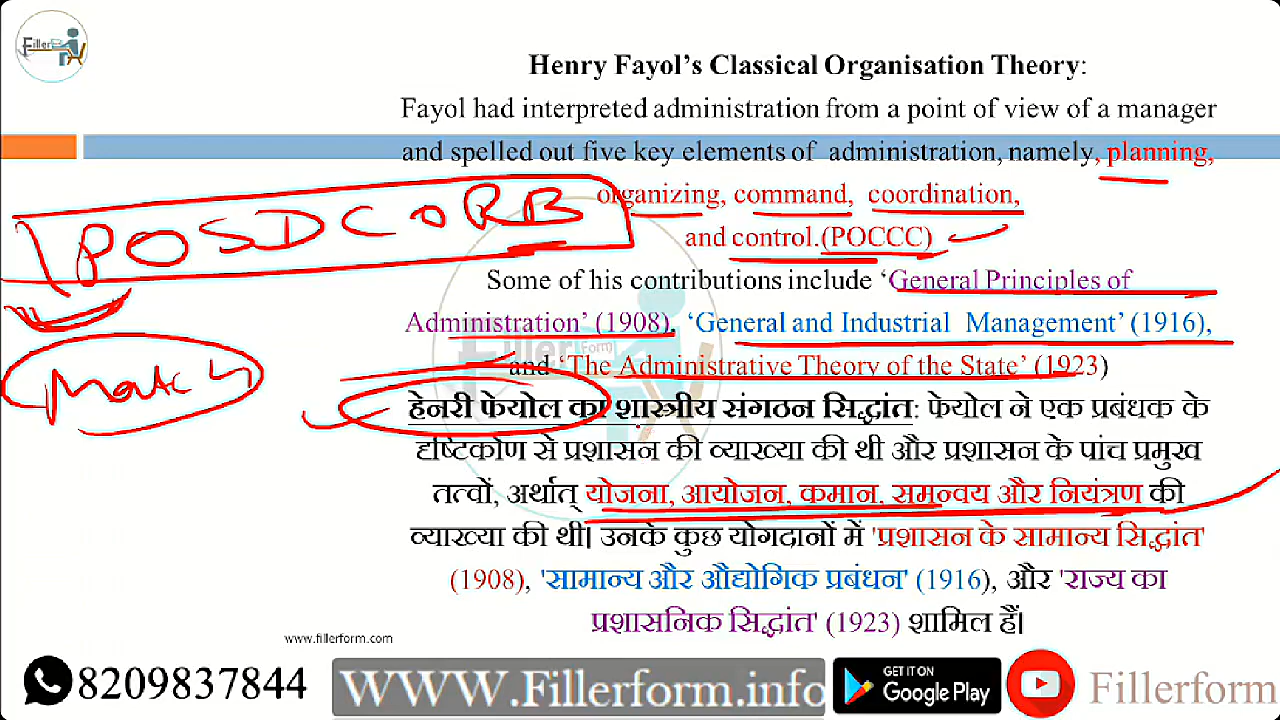 Fillerform
Henry Fayol's Classical Organisation Theory:
Fayol had interpreted administration from a point of view of a manager
and spelled out five key elements of administration, namely, planning,
organizing, command, coordination,
and control.(POCCC)
POSDCORB
Some of his contributions include 'General Principles of
Administration' (1908), 'General and Industrial Management' (1916),
and 'The Administrative Theory of the State' (1923)
Match
हेनरी फेयोल का शास्त्रीय संगठन सिद्धांत: फेयोल ने एक प्रबंधक के
दृष्टिकोण से प्रशासन की व्याख्या की थी और प्रशासन के पांच प्रमुख
तत्वों, अर्थात् योजना, आयोजन, कमान, समन्वय और नियंत्रण की
व्याख्या की थी। उनके कुछ योगदानों में 'प्रशासन के सामान्य सिद्धांत'
(1908), 'सामान्य और औद्योगिक प्रबंधन' (1916), और 'राज्य का
प्रशासनिक सिद्धांत' (1923) शामिल हैं।
www.fillerform.com
8209837844
WWW.Fillerform.info
GET IT ON
Google Play
Fillerform